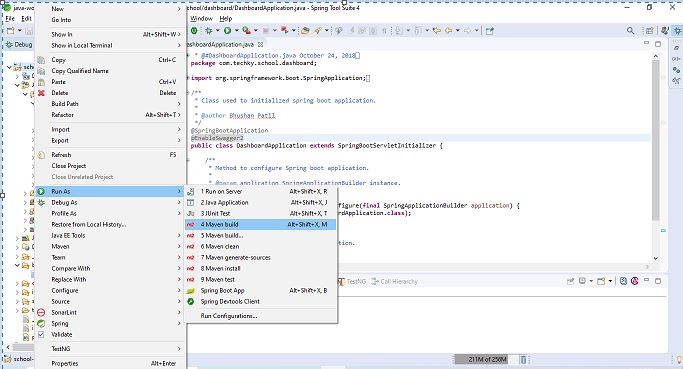 java-wo
school/dashboard/DashboardApplication.java - Spring Tool Suite 4
File Edit
Window Help
Debug
DashboardApplication.java
New
Go Into
Show In Alt+Shift+W
Show in Local Terminal
Copy Ctrl+C
Copy Qualified Name
Paste Ctrl+V
Delete Delete
Build Path
Refactor Alt+Shift+T
Import
Export
Refresh F5
Close Project
Close Unrelated Project
Run As
Debug As
Profile As
Restore from Local History...
Java EE Tools
Maven
Team
Compare With
Replace With
Configure
Source
SonarLint
Spring
Validate
TestNG
Properties Alt+Enter
1 Run on Server Alt+Shift+X, R
2 Java Application Alt+Shift+X, J
3 JUnit Test Alt+Shift+X, T
4 Maven build Alt+Shift+X, M
5 Maven build...
6 Maven clean
7 Maven generate-sources
8 Maven install
9 Maven test
Spring Boot App Alt+Shift+X, B
Spring Devtools Client
Run Configurations...
* @#DashboardApplication.java October 24, 2018
package com.techky.school.dashboard;
import org.springframework.boot.SpringApplication;
/**
* Class used to initialized spring boot application.
*
* @author Bhushan Patil
*/
@SpringBootApplication
@EnableSwagger2
public class DashboardApplication extends SpringBootServletInitializer {
/**
* Method to configure Spring boot application.
*
* @param application SpringApplicationBuilder instance.
figure(final SpringApplicationBuilder application) {
ardApplication.class);
tion.
TestNG Call Hierarchy
school-
211M of 256M